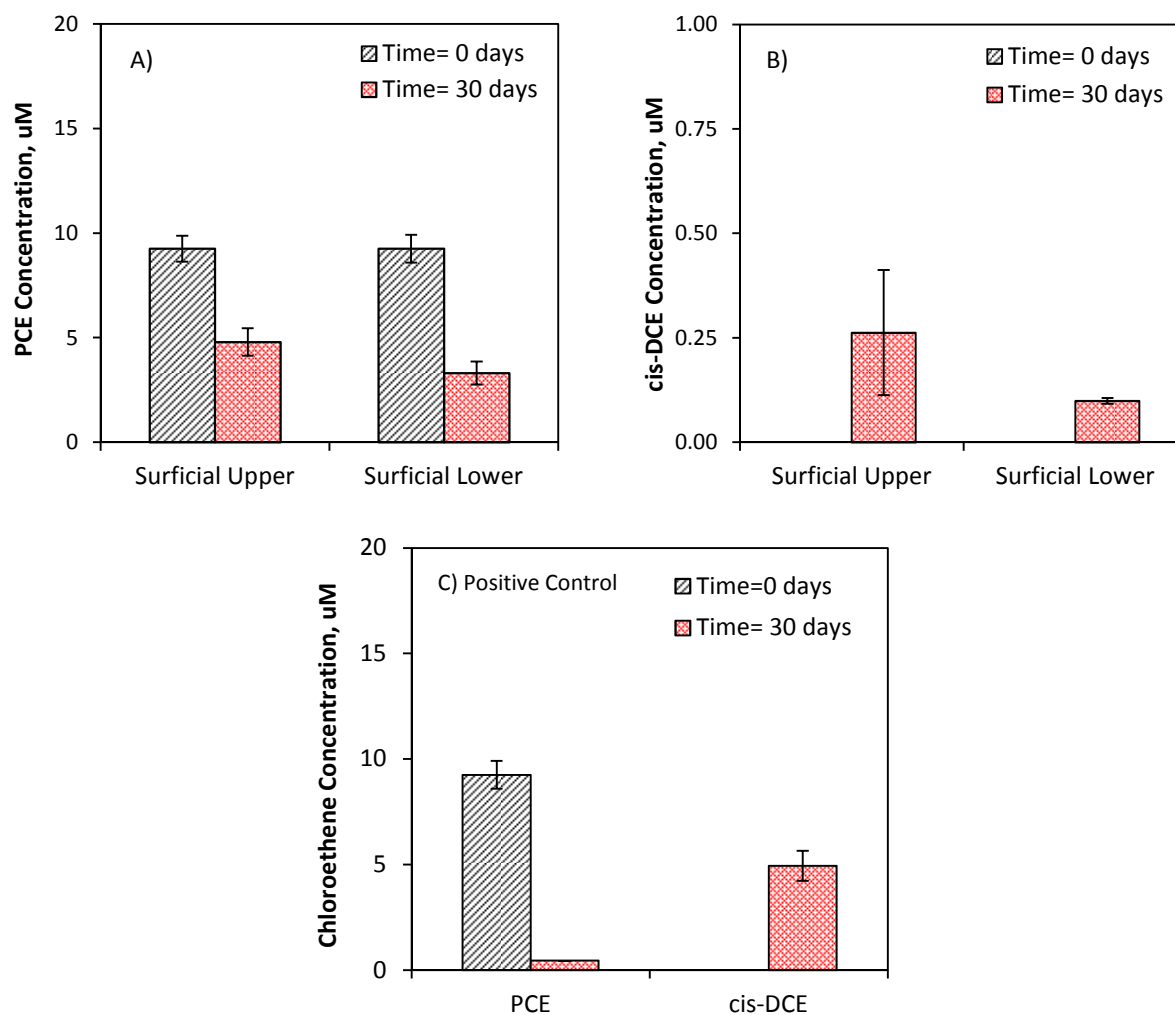 A)
Time= 0 days
Time= 30 days
PCE Concentration, uM
20
15
10
5
0
Surficial Upper Surficial Lower
B)
Time= 0 days
Time= 30 days
cis-DCE Concentration, uM
1.00
0.75
0.50
0.25
0.00
Surficial Upper Surficial Lower
C) Positive Control
Time=0 days
Time= 30 days
Chloroethene Concentration, uM
20
15
10
5
0
PCE cis-DCE